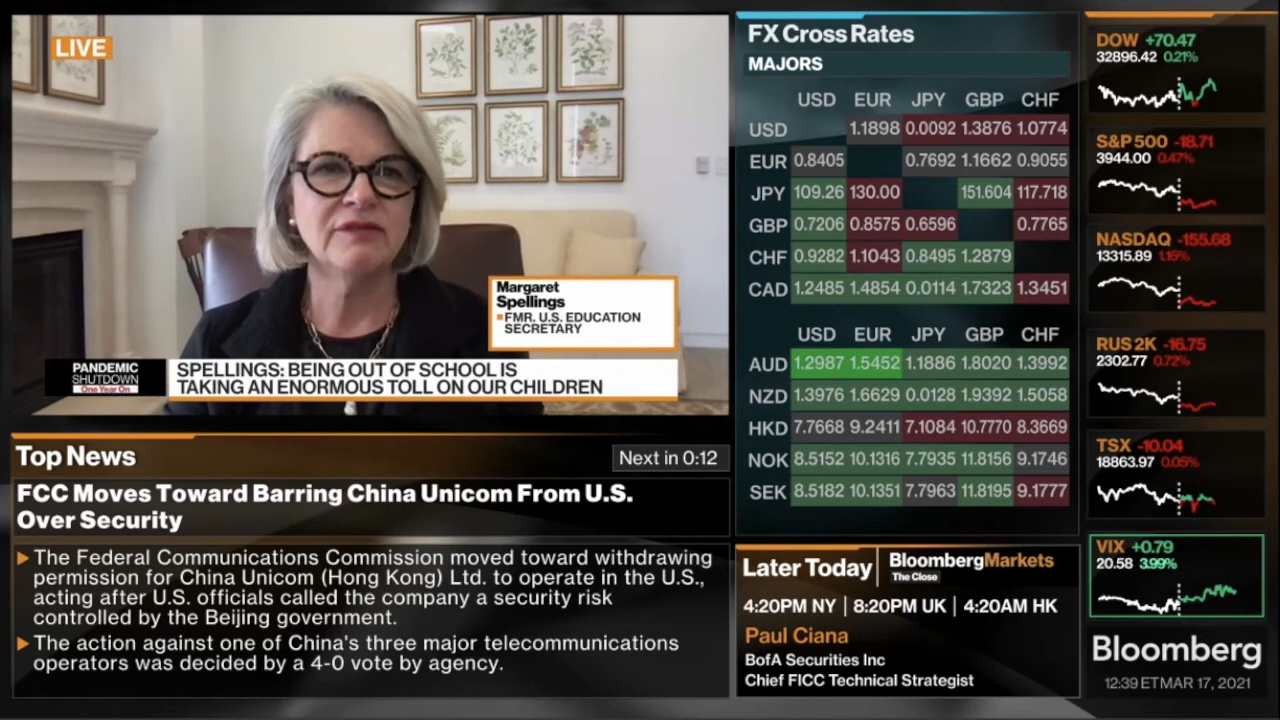 LIVE
Margaret
Spellings
FMR. U.S. EDUCATION
SECRETARY
PANDEMIC
SHUTDOWN
One Year On
SPELLINGS: BEING OUT OF SCHOOL IS
TAKING AN ENORMOUS TOLL ON OUR CHILDREN
Top News
Next in 0:12
FCC Moves Toward Barring China Unicom From U.S.
Over Security
The Federal Communications Commission moved toward withdrawing
permission for China Unicom (Hong Kong) Ltd. to operate in the U.S.,
acting after U.S. officials called the company a security risk
controlled by the Beijing government.
The action against one of China's three major telecommunications
operators was decided by a 4-0 vote by agency.
FX Cross Rates
MAJORS
USD EUR JPY GBP CHF
USD 1.1898 0.0092 1.3876 1.0774
EUR 0.8405 0.7692 1.1662 0.9055
JPY 109.26 130.00 151.604 117.718
GBP 0.7206 0.8575 0.6596 0.7765
CHF 0.9282 1.1043 0.8495 1.2879
CAD 1.2485 1.4854 0.0114 1.7323 1.3451
USD EUR JPY GBP CHF
AUD 1.2987 1.5452 1.1886 1.8020 1.3992
NZD 1.3976 1.6629 0.0128 1.9392 1.5058
HKD 7.7668 9.2411 7.1084 10.7770 8.3669
NOK 8.5152 10.1316 7.7935 11.8156 9.1746
SEK 8.5182 10.1351 7.7963 11.8195 9.1777
Later Today
BloombergMarkets
The Close
4:20PM NY | 8:20PM UK | 4:20AM HK
Paul Ciana
BofA Securities Inc
Chief FICC Technical Strategist
DOW +70.47
32896.42 0.21%
S&P 500 -18.71
3944.00 0.47%
NASDAQ -155.68
13315.89 1.16%
RUS 2K -16.75
2302.77 0.72%
TSX -10.04
18863.97 0.05%
VIX +0.79
20.58 3.99%
Bloomberg
12:39 ET MAR 17, 2021